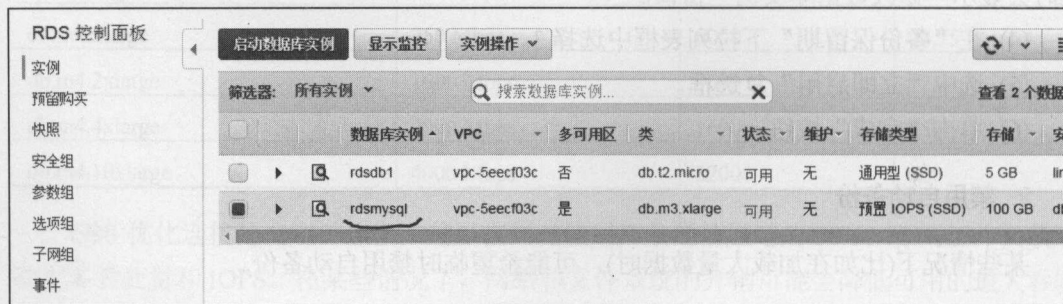 RDS 控制面板
实例
预留购买
快照
安全组
参数组
选项组
子网组
事件
启动数据库实例 显示监控 实例操作
筛选器: 所有实例 搜索数据库实例... 查看 2 个数据
数据库实例 VPC 多可用区 类 状态 维护 存储类型 存储
rdsdb1 vpc-5eecf03c 否 db.t2.micro 可用 无 通用型 (SSD) 5 GB
rdsmysql vpc-5eecf03c 是 db.m3.xlarge 可用 无 预置 IOPS (SSD) 100 GB